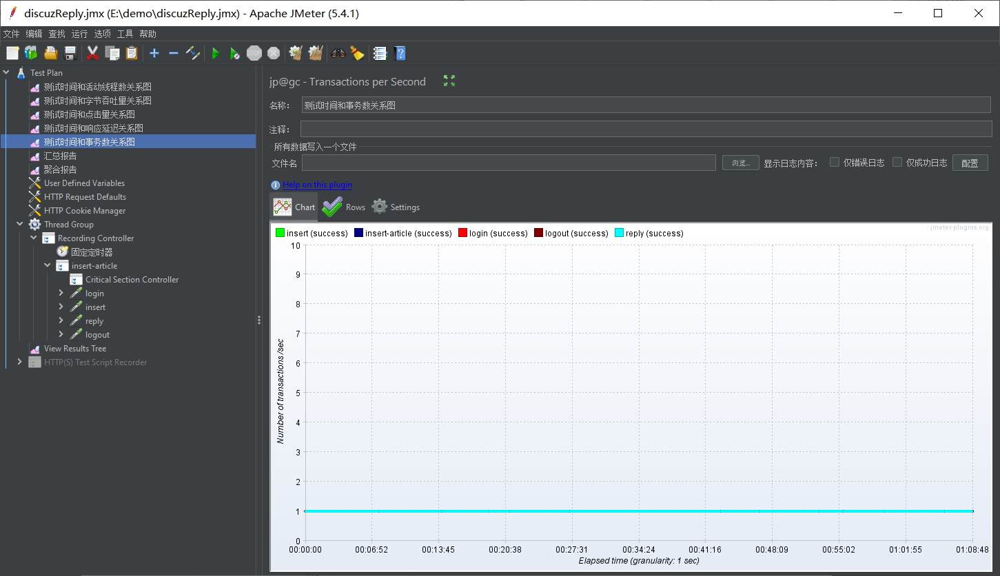 discuzReply.jmx (E:\demo\discuzReply.jmx) - Apache JMeter (5.4.1)
文件 编辑 查找 运行 选项 工具 帮助
STOP
Test Plan
测试时间和活动线程数关系图
测试时间和字节吞吐量关系图
测试时间和点击量关系图
测试时间和响应延迟关系图
测试时间和事务数关系图
汇总报告
聚合报告
User Defined Variables
HTTP Request Defaults
HTTP Cookie Manager
Thread Group
Recording Controller
固定定时器
insert-article
Critical Section Controller
login
insert
reply
logout
View Results Tree
HTTP(S) Test Script Recorder
jp@gc - Transactions per Second
名称： 测试时间和事务数关系图
注释：
所有数据写入一个文件
文件名 浏览... 显示日志内容： 仅错误日志 仅成功日志 配置
Help on this plugin
Chart Rows Settings
jmeter-plugins.org
insert (success) insert-article (success) login (success) logout (success) reply (success)
10
9
8
7
6
5
4
3
2
1
0
Number of transactions /sec
00:00:00 00:06:52 00:13:45 00:20:38 00:27:31 00:34:24 00:41:16 00:48:09 00:55:02 01:01:55 01:08:48
Elapsed time (granularity: 1 sec)